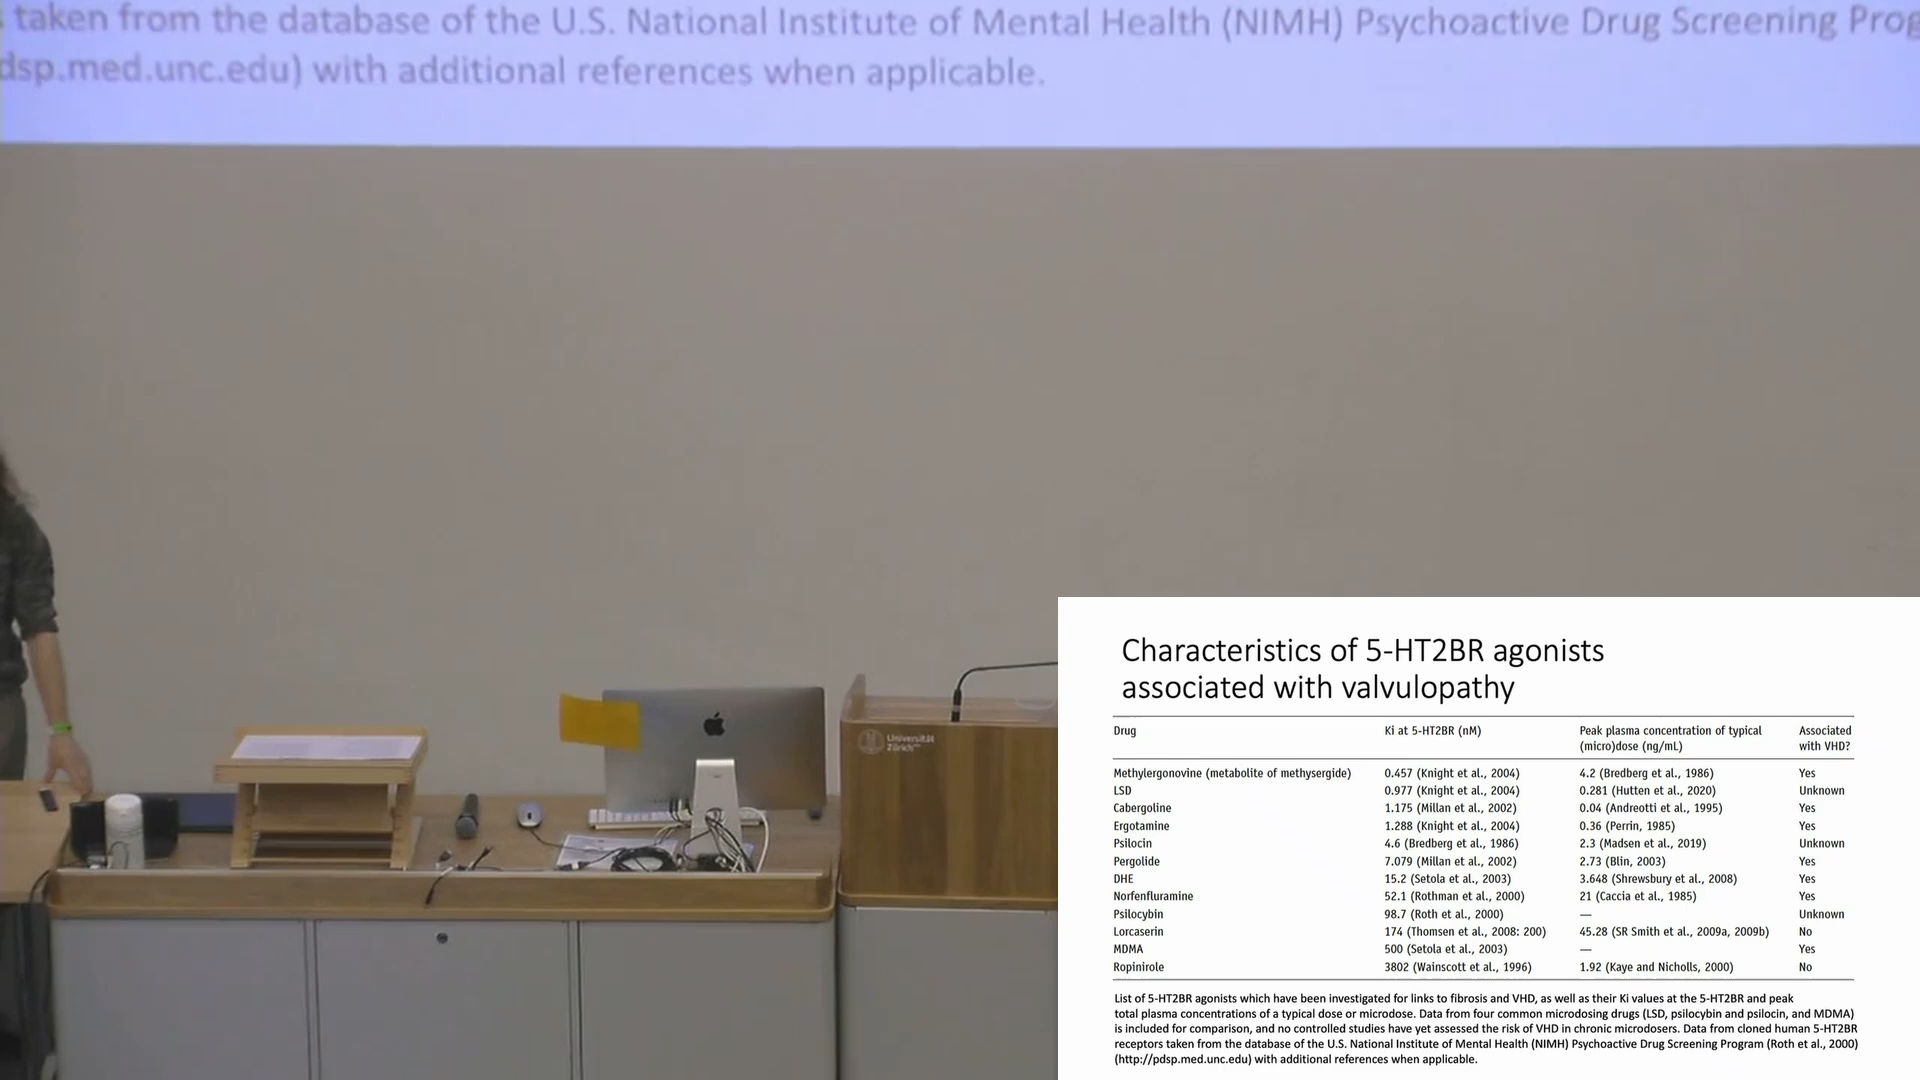 taken from the database of the U.S. National Institute of Mental Health (NIMH) Psychoactive Drug Screening Prog
dsp.med.unc.edu) with additional references when applicable.
Universität
Zürich
Characteristics of 5-HT2BR agonists
associated with valvulopathy
Drug Ki at 5-HT2BR (nM) Peak plasma concentration of typical Associated
(micro)dose (ng/mL) with VHD?
Methylergonovine (metabolite of methysergide) 0.457 (Knight et al., 2004) 4.2 (Bredberg et al., 1986) Yes
LSD 0.977 (Knight et al., 2004) 0.281 (Hutten et al., 2020) Unknown
Cabergoline 1.175 (Millan et al., 2002) 0.04 (Andreotti et al., 1995) Yes
Ergotamine 1.288 (Knight et al., 2004) 0.36 (Perrin, 1985) Yes
Psilocin 4.6 (Bredberg et al., 1986) 2.3 (Madsen et al., 2019) Unknown
Pergolide 7.079 (Millan et al., 2002) 2.73 (Blin, 2003) Yes
DHE 15.2 (Setola et al., 2003) 3.648 (Shrewsbury et al., 2008) Yes
Norfenfluramine 52.1 (Rothman et al., 2000) 21 (Caccia et al., 1985) Yes
Psilocybin 98.7 (Roth et al., 2000) — Unknown
Lorcaserin 174 (Thomsen et al., 2008: 200) 45.28 (SR Smith et al., 2009a, 2009b) No
MDMA 500 (Setola et al., 2003) — Yes
Ropinirole 3802 (Wainscott et al., 1996) 1.92 (Kaye and Nicholls, 2000) No
List of 5-HT2BR agonists which have been investigated for links to fibrosis and VHD, as well as their Ki values at the 5-HT2BR and peak
total plasma concentrations of a typical dose or microdose. Data from four common microdosing drugs (LSD, psilocybin and psilocin, and MDMA)
is included for comparison, and no controlled studies have yet assessed the risk of VHD in chronic microdosers. Data from cloned human 5-HT2BR
receptors taken from the database of the U.S. National Institute of Mental Health (NIMH) Psychoactive Drug Screening Program (Roth et al., 2000)
(http://pdsp.med.unc.edu) with additional references when applicable.